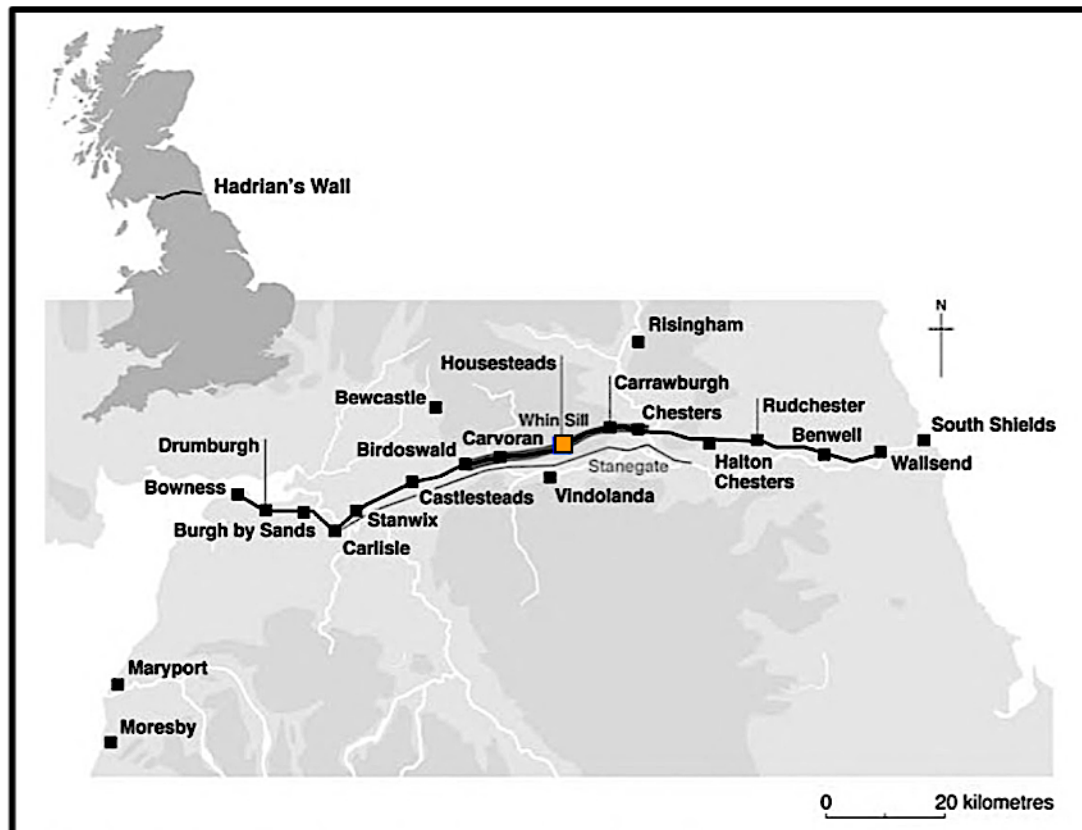 Hadrian's Wall
N
Risingham
Housesteads
Carrawburgh
Bewcastle
Whin Sill
Chesters
Rudchester
Drumburgh
Birdoswald
Carvoran
South Shields
Benwell
Bowness
Stanegate
Halton
Chesters
Wallsend
Castlesteads
Vindolanda
Burgh by Sands
Stanwix
Carlisle
Maryport
Moresby
0
20 kilometres